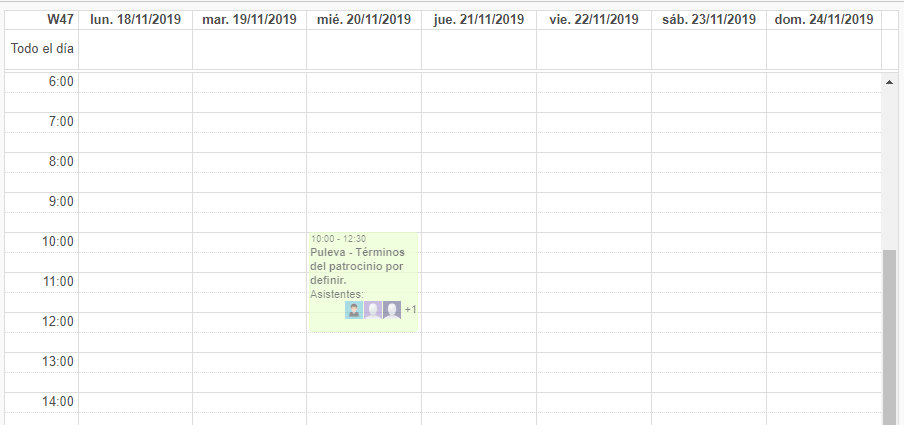 W47 lun. 18/11/2019 mar. 19/11/2019 mié. 20/11/2019 jue. 21/11/2019 vie. 22/11/2019 sáb. 23/11/2019 dom. 24/11/2019
Todo el día
6:00
7:00
8:00
9:00
10:00
10:00 - 12:30
Puleva - Términos
del patrocinio por
definir.
11:00
Asistentes:
+1
12:00
13:00
14:00